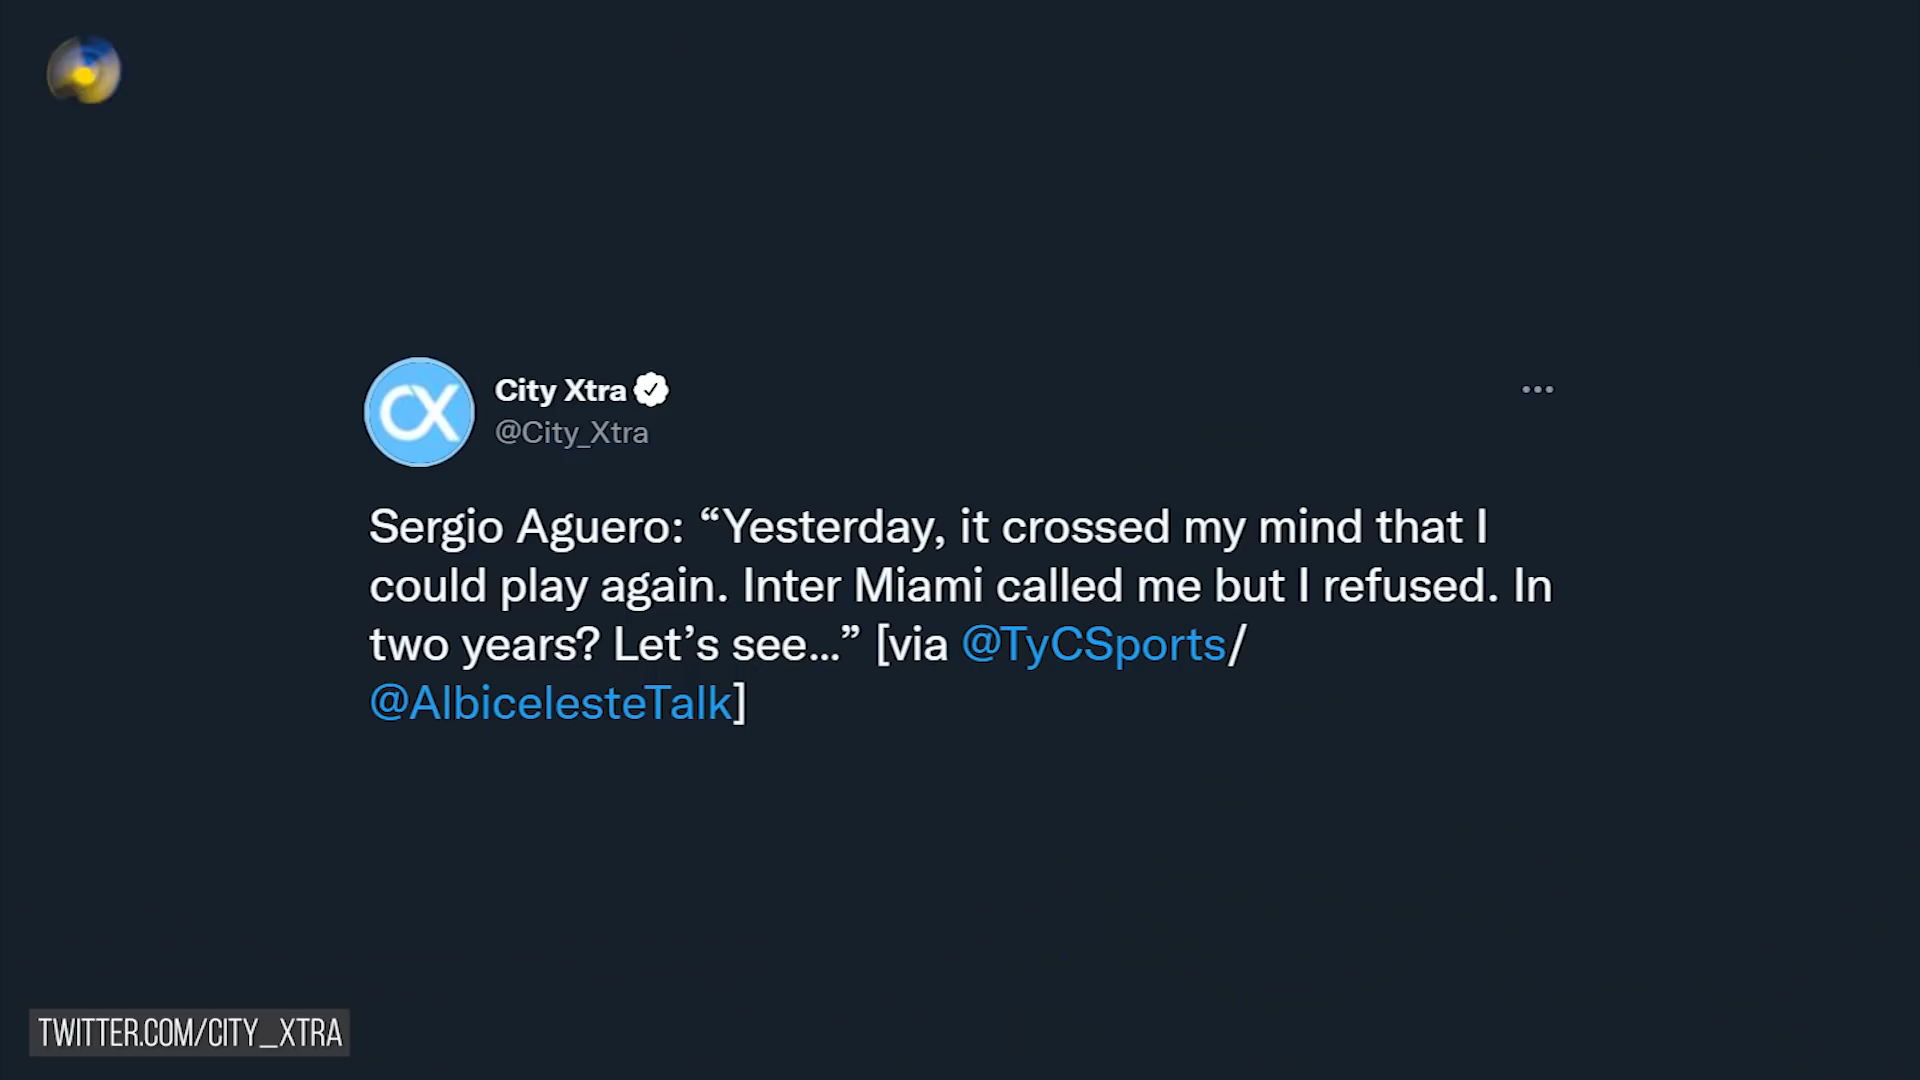 CX
City Xtra
@City_Xtra
Sergio Aguero: “Yesterday, it crossed my mind that I
could play again. Inter Miami called me but I refused. In
two years? Let’s see...” [via @TyCSports/
@AlbicelesteTalk]
TWITTER.COM/CITY_XTRA